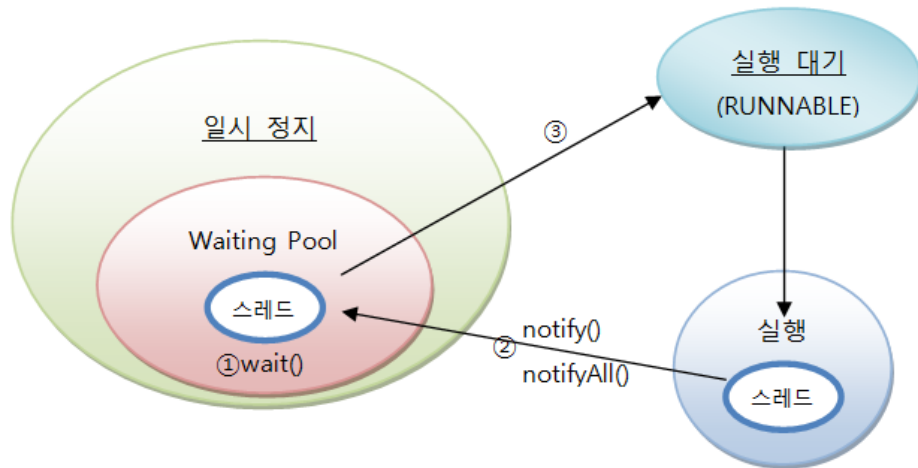 일시 정지
Waiting Pool
스레드
①wait()
②
notify()
notifyAll()
③
실행 대기
(RUNNABLE)
실행
스레드